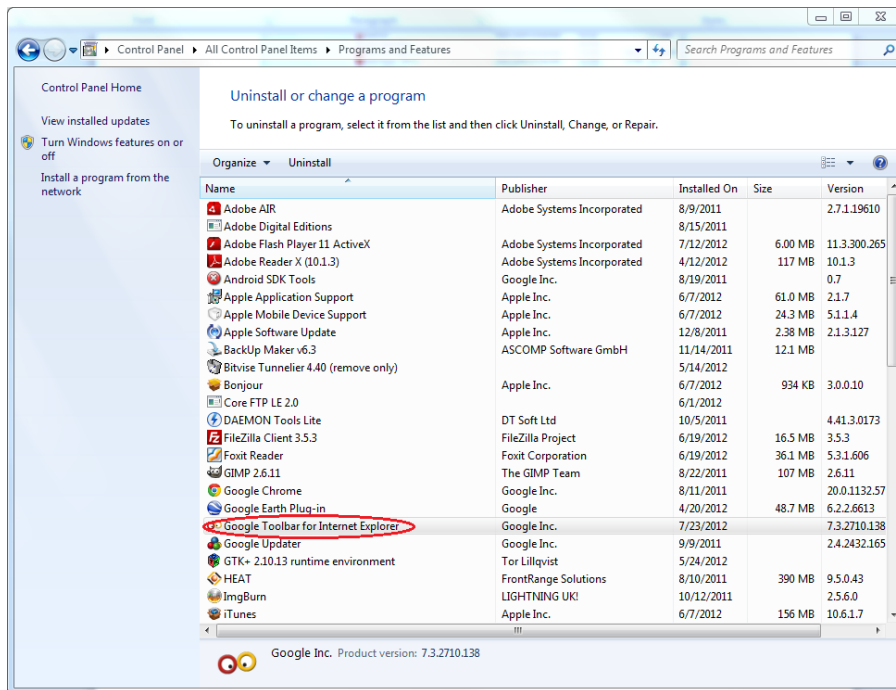 Control Panel ▸ All Control Panel Items ▸ Programs and Features
Search Programs and Features
Control Panel Home
View installed updates
Turn Windows features on or
off
Install a program from the
network
Uninstall or change a program
To uninstall a program, select it from the list and then click Uninstall, Change, or Repair.
Organize Uninstall
Name Publisher Installed On Size Version
Adobe AIR Adobe Systems Incorporated 8/9/2011 2.7.1.19610
Adobe Digital Editions 8/15/2011
Adobe Flash Player 11 ActiveX Adobe Systems Incorporated 7/12/2012 6.00 MB 11.3.300.265
Adobe Reader X (10.1.3) Adobe Systems Incorporated 4/12/2012 117 MB 10.1.3
Android SDK Tools Google Inc. 8/19/2011 0.7
Apple Application Support Apple Inc. 6/7/2012 61.0 MB 2.1.7
Apple Mobile Device Support Apple Inc. 6/7/2012 24.3 MB 5.1.1.4
Apple Software Update Apple Inc. 12/8/2011 2.38 MB 2.1.3.127
BackUp Maker v6.3 ASCOMP Software GmbH 11/14/2011 12.1 MB
Bitvise Tunnelier 4.40 (remove only) 5/14/2012
Bonjour Apple Inc. 6/7/2012 934 KB 3.0.0.10
Core FTP LE 2.0 6/1/2012
DAEMON Tools Lite DT Soft Ltd 10/5/2011 4.41.3.0173
FileZilla Client 3.5.3 FileZilla Project 6/19/2012 16.5 MB 3.5.3
Foxit Reader Foxit Corporation 6/19/2012 36.1 MB 5.3.1.606
GIMP 2.6.11 The GIMP Team 8/22/2011 107 MB 2.6.11
Google Chrome Google Inc. 8/11/2011 20.0.1132.57
Google Earth Plug-in Google 4/20/2012 48.7 MB 6.2.2.6613
Google Toolbar for Internet Explorer Google Inc. 7/23/2012 7.3.2710.138
Google Updater Google Inc. 9/9/2011 2.4.2432.165
GTK+ 2.10.13 runtime environment Tor Lillqvist 5/24/2012
HEAT FrontRange Solutions 8/10/2011 390 MB 9.5.0.43
ImgBurn LIGHTNING UK! 10/12/2011 2.5.6.0
iTunes Apple Inc. 6/7/2012 156 MB 10.6.1.7
Google Inc. Product version: 7.3.2710.138